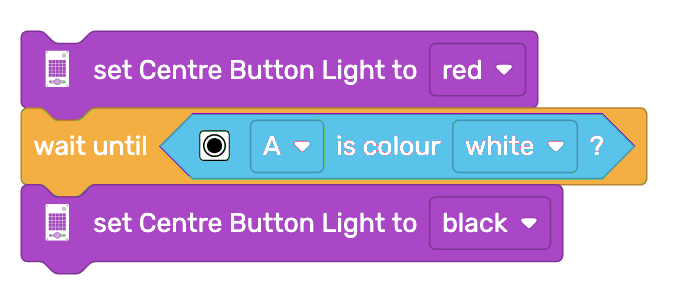 set Centre Button Light to red
wait until A is colour white ?
set Centre Button Light to black